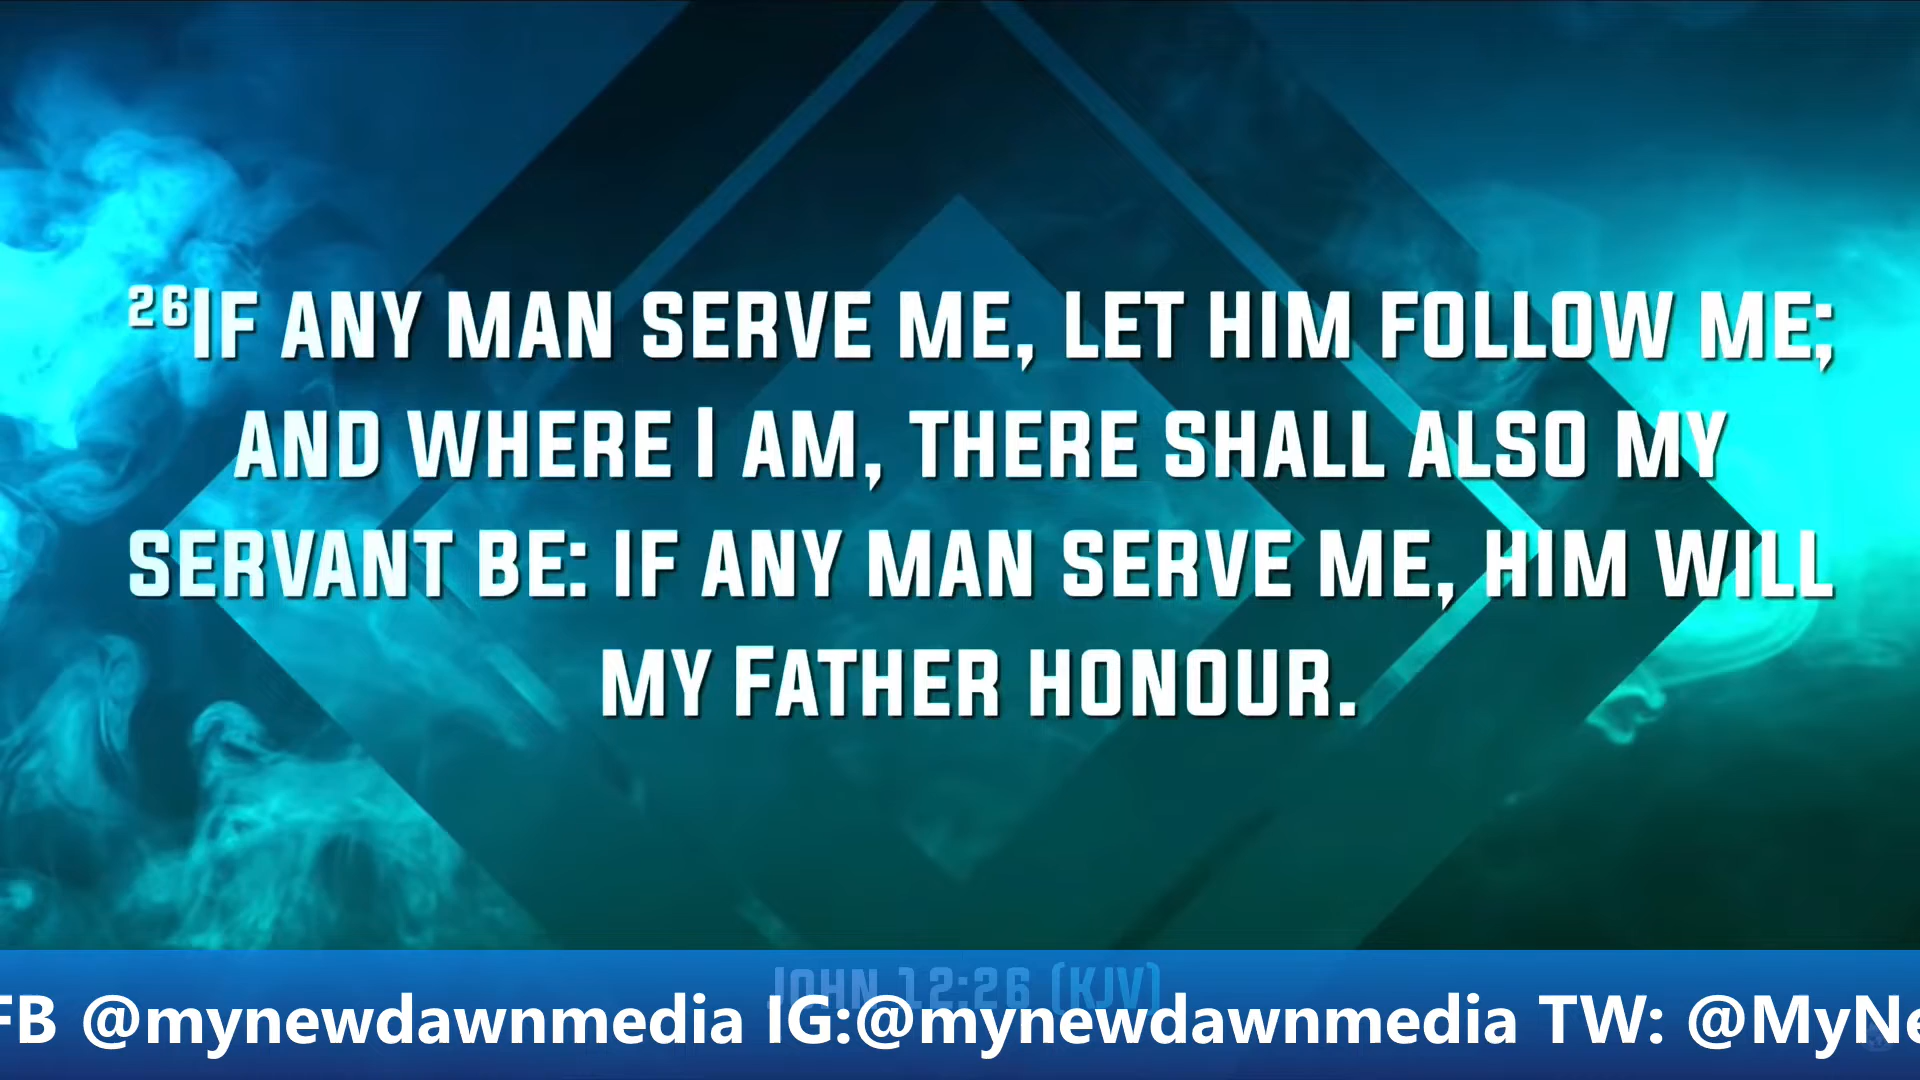 ²⁶IF ANY MAN SERVE ME, LET HIM FOLLOW ME;
AND WHERE I AM, THERE SHALL ALSO MY
SERVANT BE: IF ANY MAN SERVE ME, HIM WILL
MY FATHER HONOUR.
JOHN 12:26 (KJV)
FB @mynewdawnmedia IG:@mynewdawnmedia TW: @MyNe